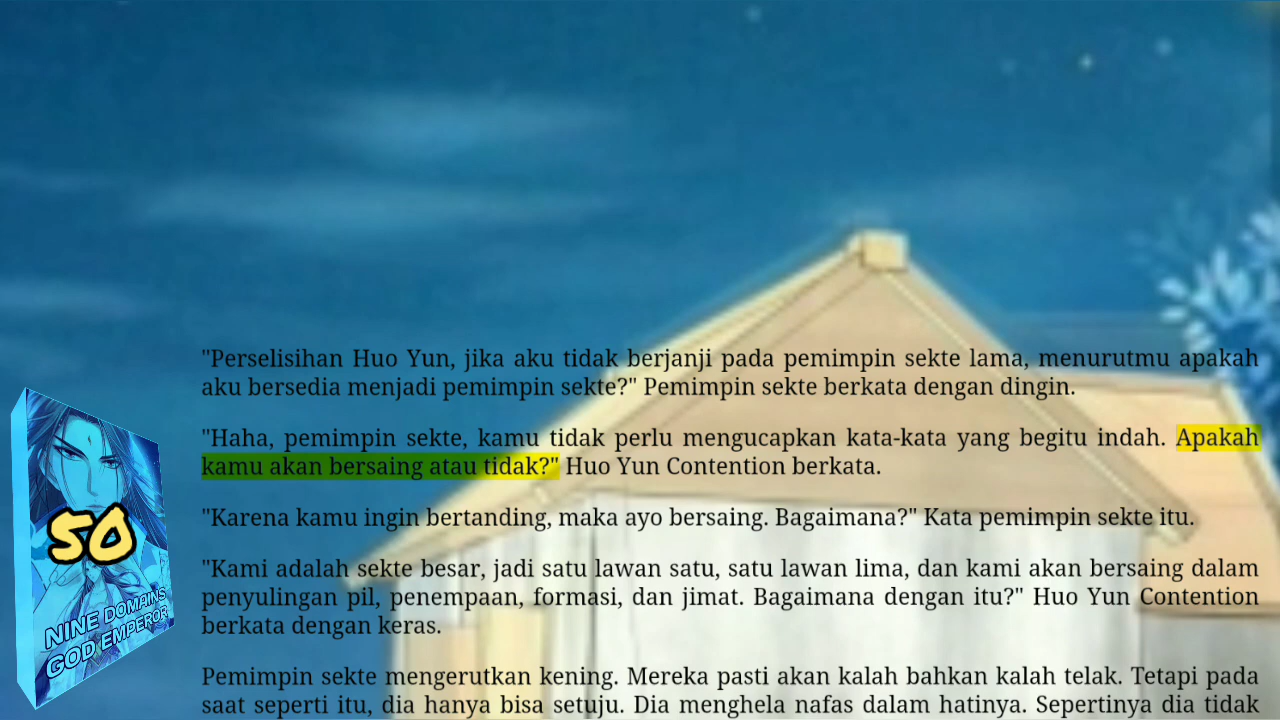 "Perselisihan Huo Yun, jika aku tidak berjanji pada pemimpin sekte lama, menurutmu apakah
aku bersedia menjadi pemimpin sekte?" Pemimpin sekte berkata dengan dingin.
"Haha, pemimpin sekte, kamu tidak perlu mengucapkan kata-kata yang begitu indah. Apakah
kamu akan bersaing atau tidak?" Huo Yun Contention berkata.
"Karena kamu ingin bertanding, maka ayo bersaing. Bagaimana?" Kata pemimpin sekte itu.
"Kami adalah sekte besar, jadi satu lawan satu, satu lawan lima, dan kami akan bersaing dalam
penyulingan pil, penempaan, formasi, dan jimat. Bagaimana dengan itu?" Huo Yun Contention
berkata dengan keras.
Pemimpin sekte mengerutkan kening. Mereka pasti akan kalah bahkan kalah telak. Tetapi pada
saat seperti itu, dia hanya bisa setuju. Dia menghela nafas dalam hatinya. Sepertinya dia tidak
50
NINE DOMAINS
GOD EMPEROR